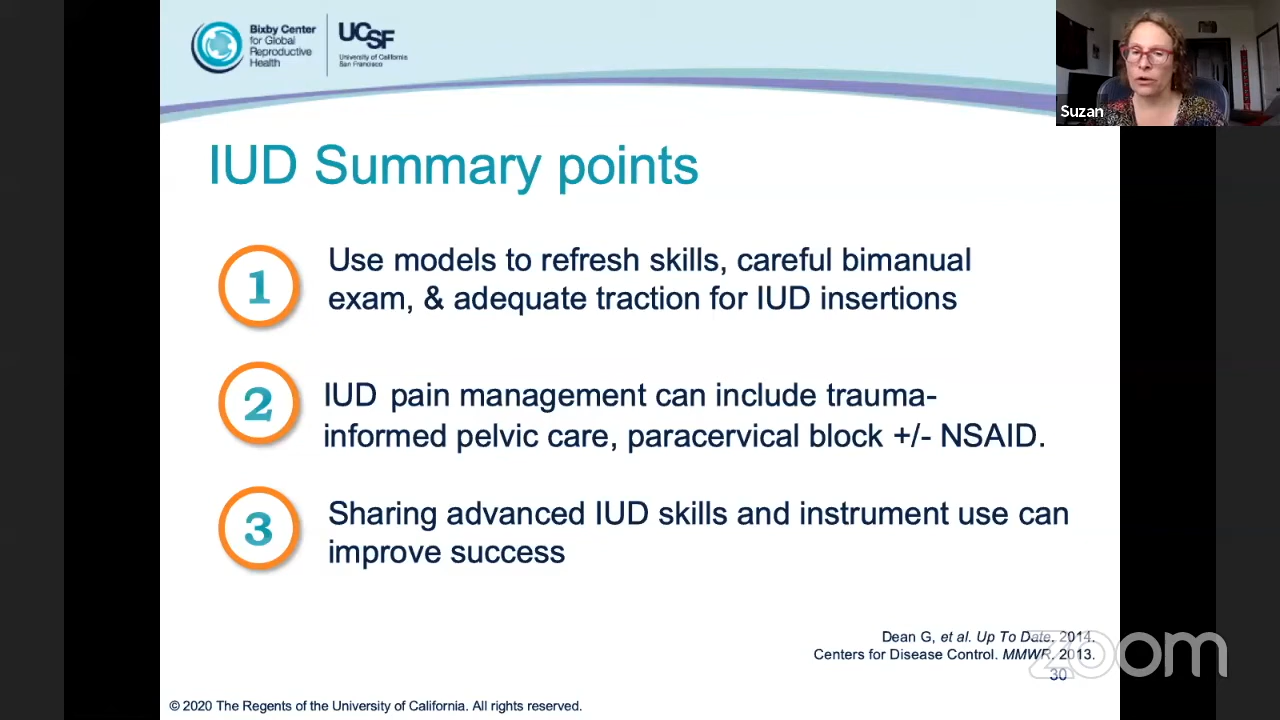 Bixby Center
for Global
Reproductive
Health
UCSF
University of California
San Francisco
Suzan
IUD Summary points
1
Use models to refresh skills, careful bimanual
exam, & adequate traction for IUD insertions
2
IUD pain management can include trauma-
informed pelvic care, paracervical block +/- NSAID.
3
Sharing advanced IUD skills and instrument use can
improve success
Dean G, et al. Up To Date, 2014.
Centers for Disease Control. MMWR, 2013.
zoom
30
© 2020 The Regents of the University of California. All rights reserved.